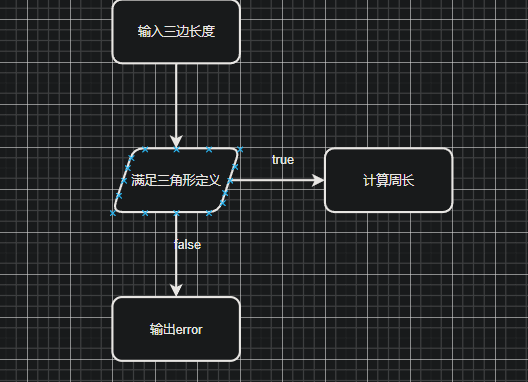 输入三边长度
true
满足三角形定义
计算周长
false
输出error